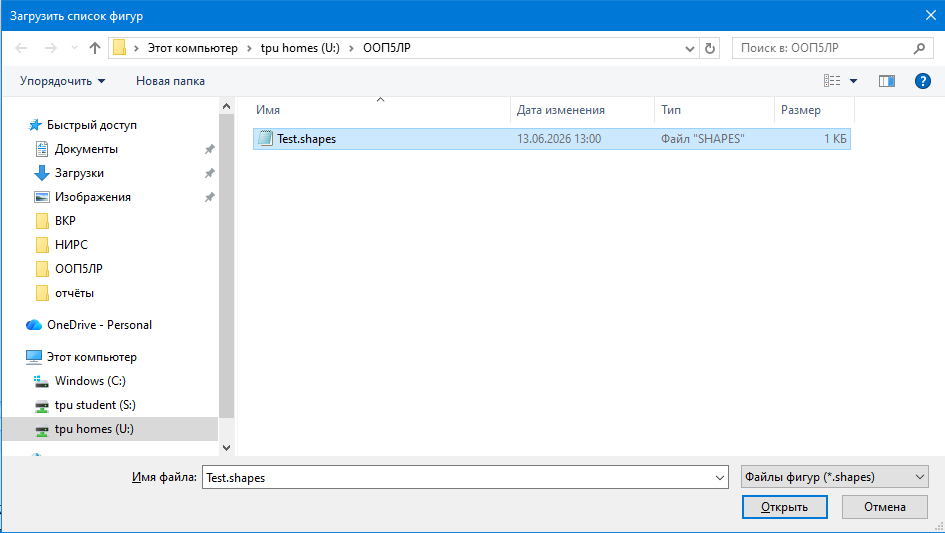 Загрузить список фигур
Этот компьютер > tpu homes (U:) > ООП5ЛР
Поиск в: ООП5ЛР
Упорядочить
Новая папка
Имя
Дата изменения
Тип
Размер
Быстрый доступ
Документы
Загрузки
Изображения
ВКР
НИРС
ООП5ЛР
отчёты
OneDrive - Personal
Этот компьютер
Windows (C:)
tpu student (S:)
tpu homes (U:)
Test.shapes
13.06.2026 13:00
Файл "SHAPES"
1 КБ
Имя файла:
Test.shapes
Файлы фигур (*.shapes)
Открыть
Отмена